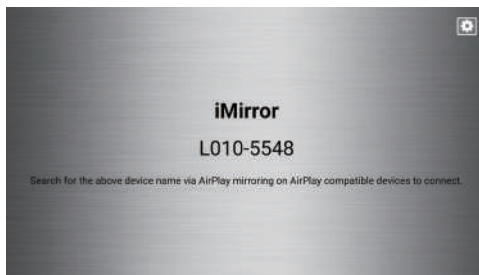 iMirror
L010-5548
Search for the above device name via AirPlay mirroring on AirPlay compatible devices to connect.